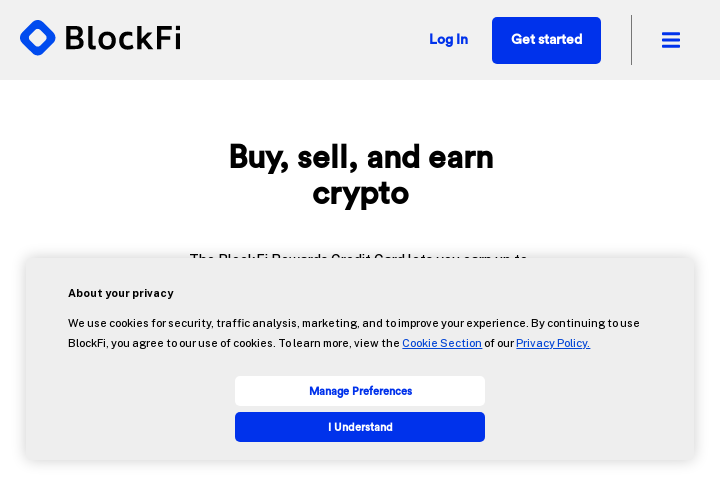 BlockFi
Log In
Get started
Buy, sell, and earn
crypto
The BlockFi Rewards Credit Card lets you earn up to
About your privacy
We use cookies for security, traffic analysis, marketing, and to improve your experience. By continuing to use
BlockFi, you agree to our use of cookies. To learn more, view the Cookie Section of our Privacy Policy.
Manage Preferences
I Understand